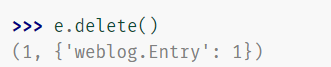 >>> e.delete()
(1, {'weblog.Entry': 1})